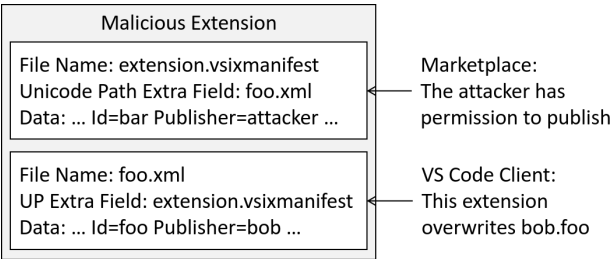 Malicious Extension
File Name: extension.vsixmanifest
Unicode Path Extra Field: foo.xml
Data: ... Id=bar Publisher=attacker ...
Marketplace:
The attacker has
permission to publish
File Name: foo.xml
UP Extra Field: extension.vsixmanifest
Data: ... Id=foo Publisher=bob ...
VS Code Client:
This extension
overwrites bob.foo